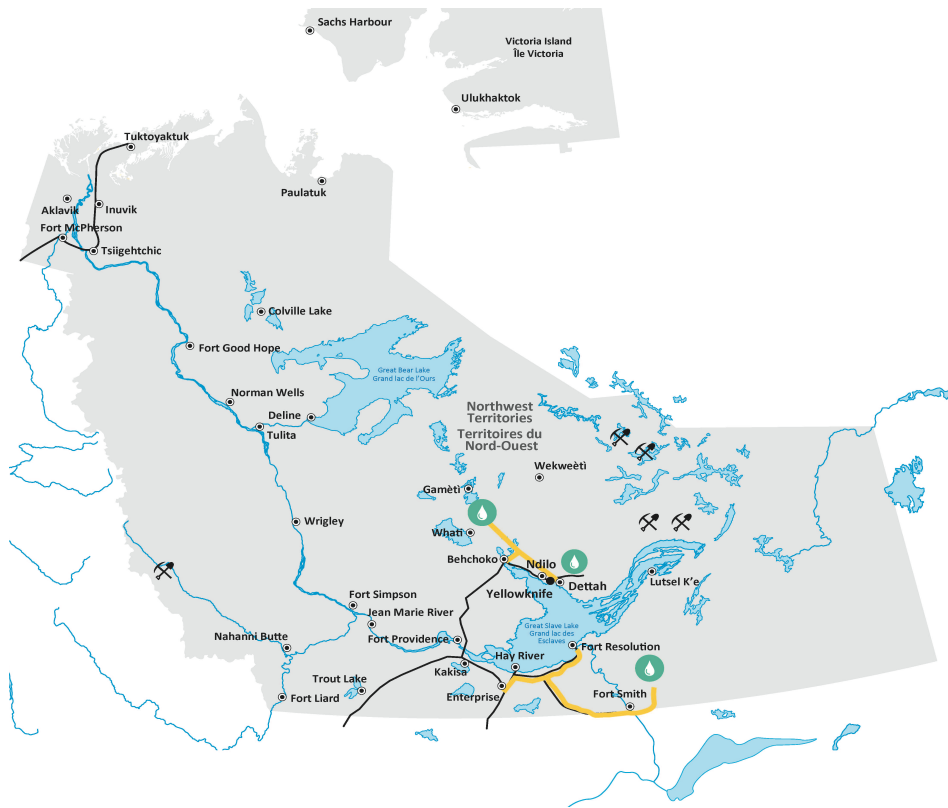 Sachs Harbour
Victoria Island
Île Victoria
Ulukhaktok
Tuktoyaktuk
Paulatuk
Aklavik
Inuvik
Fort McPherson
Tsiigehtchic
Colville Lake
Fort Good Hope
Great Bear Lake
Grand lac de l'Ours
Norman Wells
Deline
Tulita
Northwest
Territories
Territoires du
Nord-Ouest
Wekweètì
Gamètì
Wrigley
Whatì
Behchoko
Ndilo
Dettah
Yellowknife
Lutsel K'e
Fort Simpson
Jean Marie River
Great Slave Lake
Grand lac des
Esclaves
Nahanni Butte
Fort Providence
Fort Resolution
Hay River
Kakisa
Trout Lake
Fort Liard
Enterprise
Fort Smith